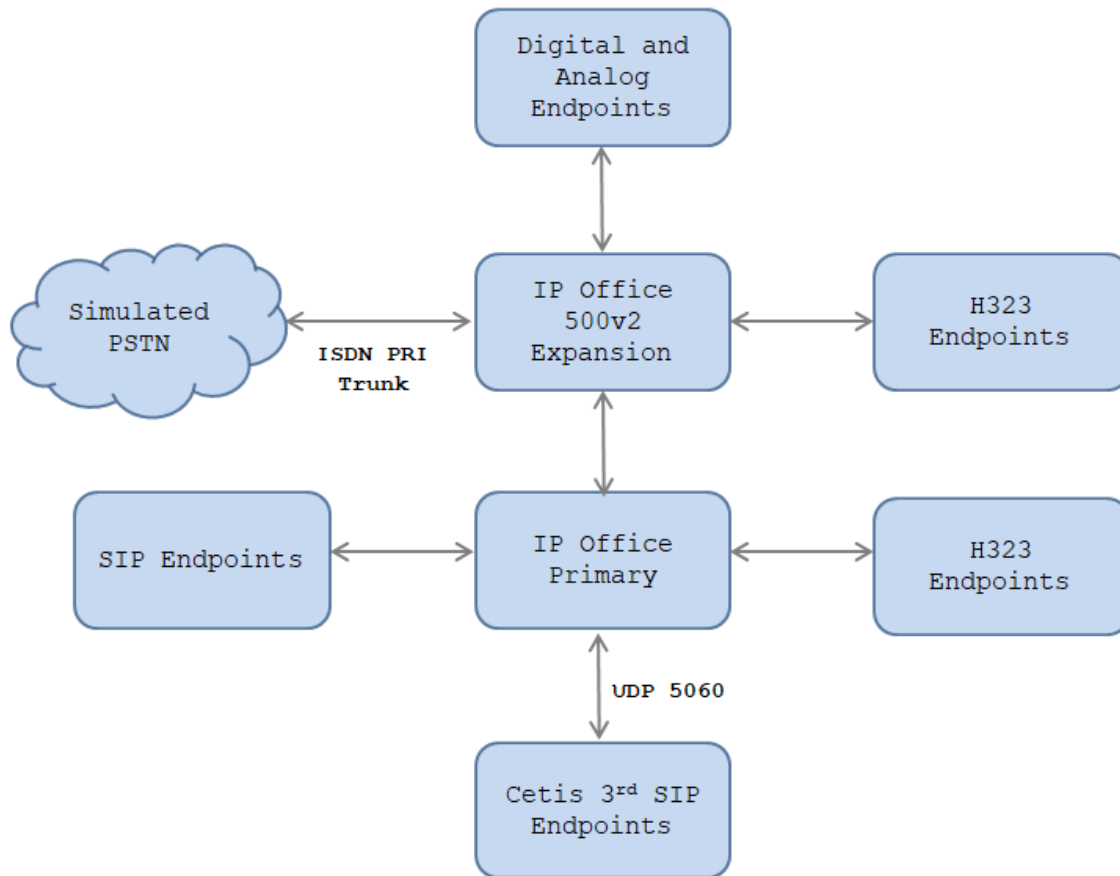 Digital and
Analog
Endpoints
Simulated
PSTN
ISDN PRI
Trunk
IP Office
500v2
Expansion
H323
Endpoints
SIP Endpoints
IP Office
Primary
H323
Endpoints
UDP 5060
Cetis 3rd SIP
Endpoints